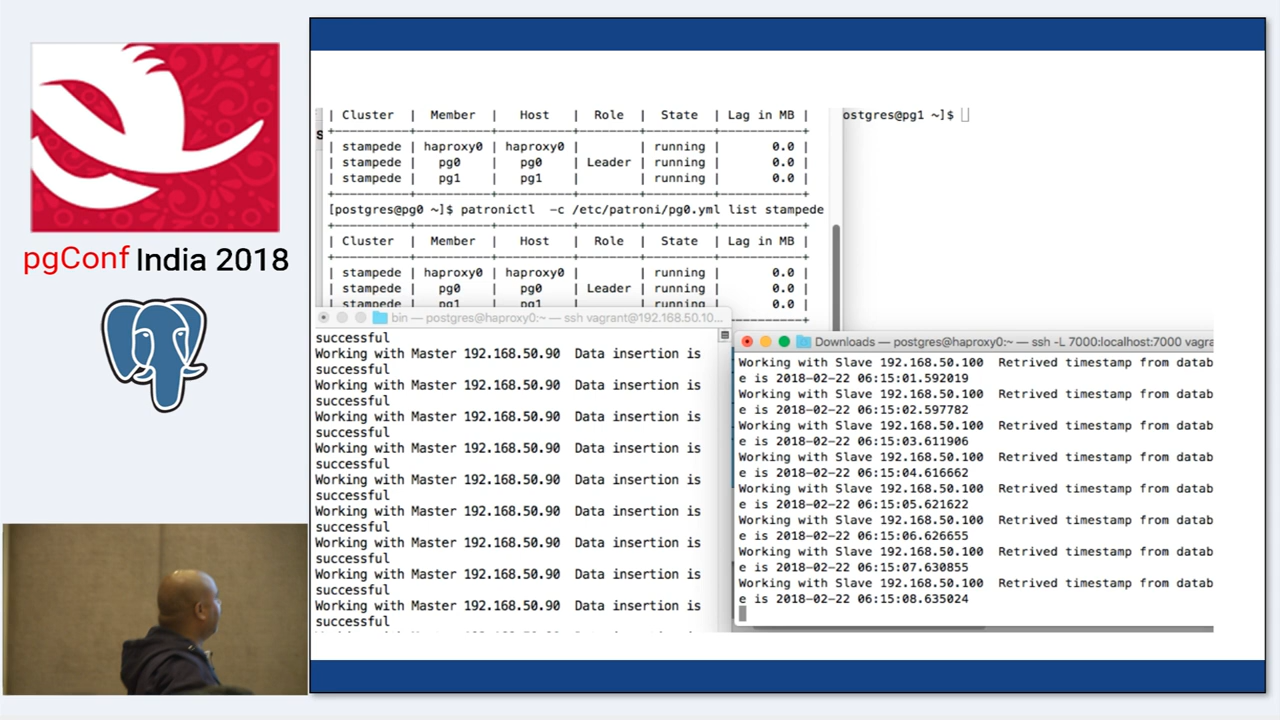 pgConf India 2018
| Cluster | Member | Host | Role | State | Lag in MB |
+----------+----------+----------+--------+---------+-----------+
| stampede | haproxy0 | haproxy0 | | running | 0.0 |
| stampede | pg0 | pg0 | Leader | running | 0.0 |
| stampede | pg1 | pg1 | | running | 0.0 |
+----------+----------+----------+--------+---------+-----------+
[postgres@pg0 ~]$ patronictl -c /etc/patroni/pg0.yml list stampede
+----------+----------+----------+--------+---------+-----------+
| Cluster | Member | Host | Role | State | Lag in MB |
+----------+----------+----------+--------+---------+-----------+
| stampede | haproxy0 | haproxy0 | | running | 0.0 |
| stampede | pg0 | pg0 | Leader | running | 0.0 |
| stampede | pg1 | pg1 | | running | 0.0 |
ostgres@pg1 ~]$
bin — postgres@haproxy0:~ — ssh vagrant@192.168.50.10...
successful
Working with Master 192.168.50.90 Data insertion is
successful
Working with Master 192.168.50.90 Data insertion is
successful
Working with Master 192.168.50.90 Data insertion is
successful
Working with Master 192.168.50.90 Data insertion is
successful
Working with Master 192.168.50.90 Data insertion is
successful
Working with Master 192.168.50.90 Data insertion is
successful
Working with Master 192.168.50.90 Data insertion is
successful
Working with Master 192.168.50.90 Data insertion is
successful
Working with Master 192.168.50.90 Data insertion is
successful
Downloads — postgres@haproxy0:~ — ssh -L 7000:localhost:7000 vagra
Working with Slave 192.168.50.100 Retrived timestamp from datab
e is 2018-02-22 06:15:01.592019
Working with Slave 192.168.50.100 Retrived timestamp from datab
e is 2018-02-22 06:15:02.597782
Working with Slave 192.168.50.100 Retrived timestamp from datab
e is 2018-02-22 06:15:03.611906
Working with Slave 192.168.50.100 Retrived timestamp from datab
e is 2018-02-22 06:15:04.616662
Working with Slave 192.168.50.100 Retrived timestamp from datab
e is 2018-02-22 06:15:05.621622
Working with Slave 192.168.50.100 Retrived timestamp from datab
e is 2018-02-22 06:15:06.626655
Working with Slave 192.168.50.100 Retrived timestamp from datab
e is 2018-02-22 06:15:07.630855
Working with Slave 192.168.50.100 Retrived timestamp from datab
e is 2018-02-22 06:15:08.635024